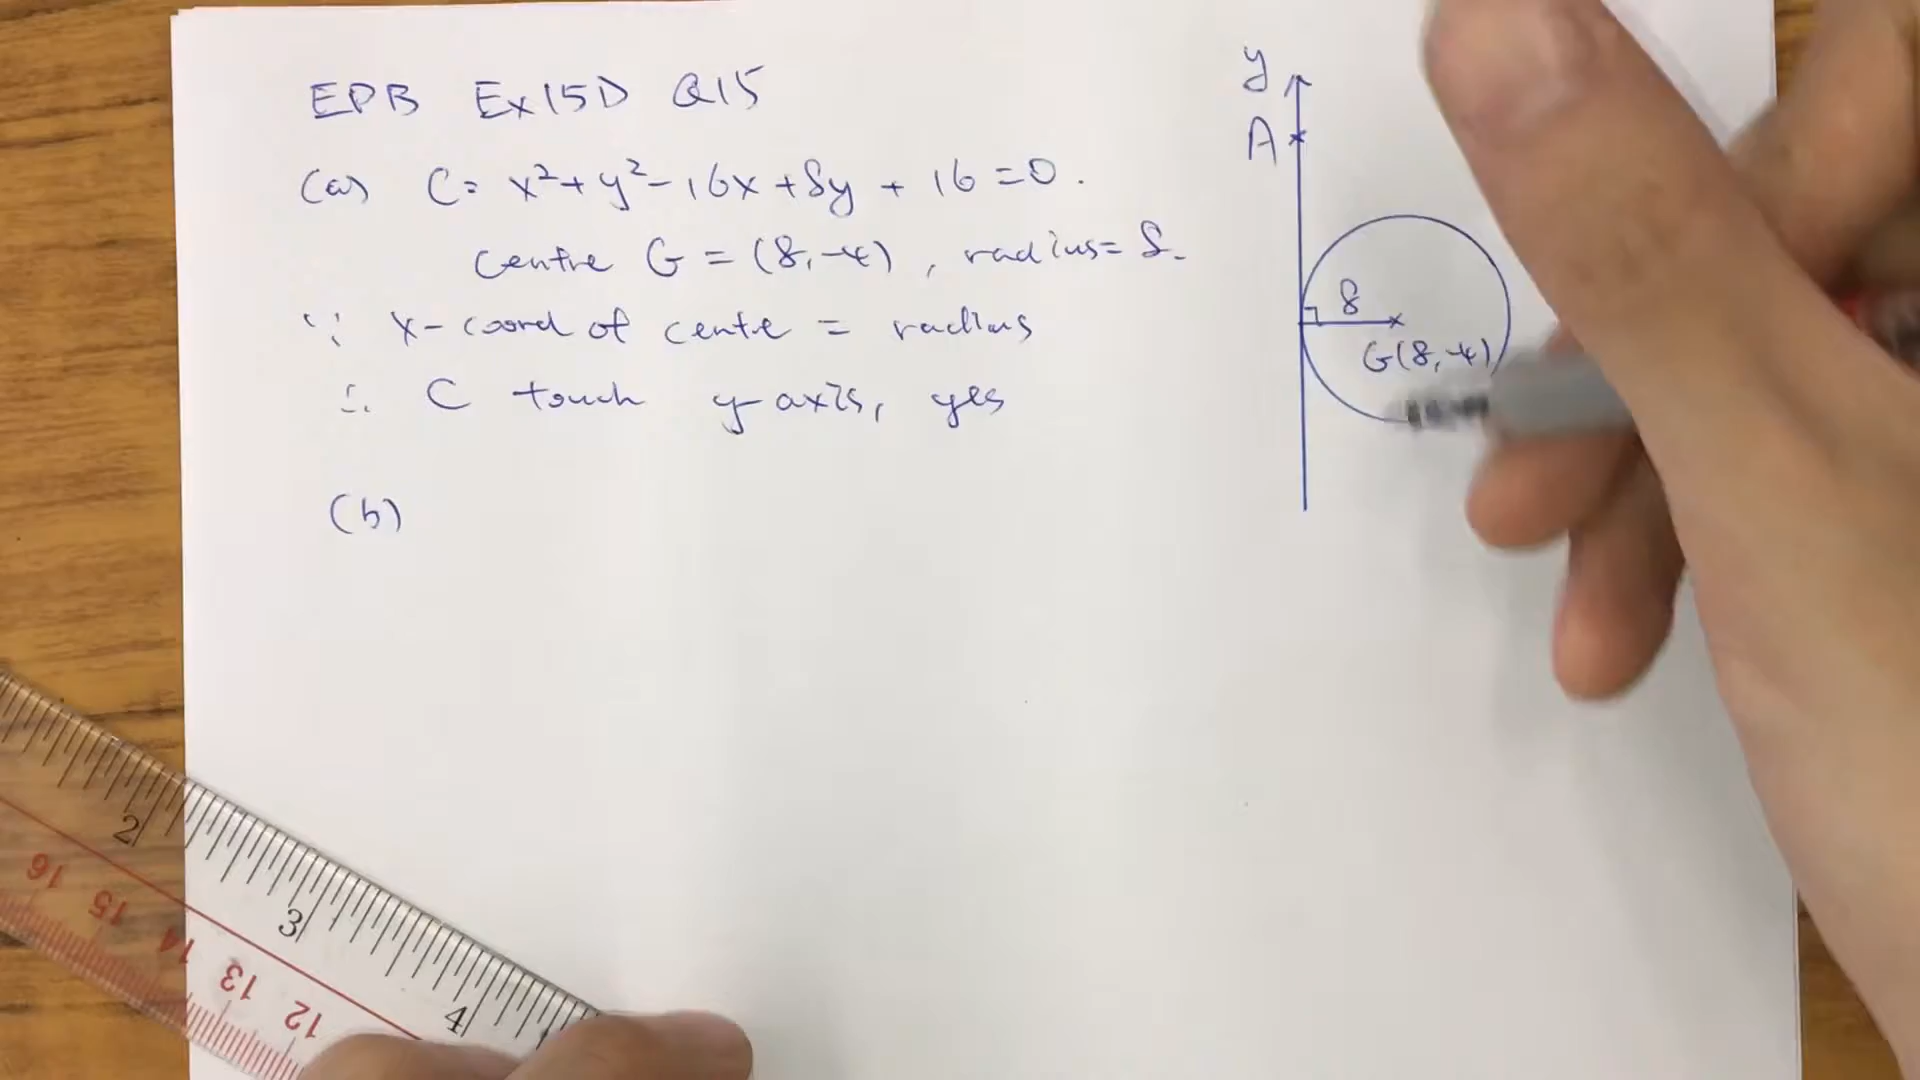 EPB Ex15D Q15
(a) C: x²+y²-16x+8y + 16 = 0.
centre G = (8,-4), radius = 8.
∵ x-coord of centre = radius
∴ C touch y-axis, yes
(b)
y
A
8
G(8,-4)
2
3
4
16
15
14
13
12